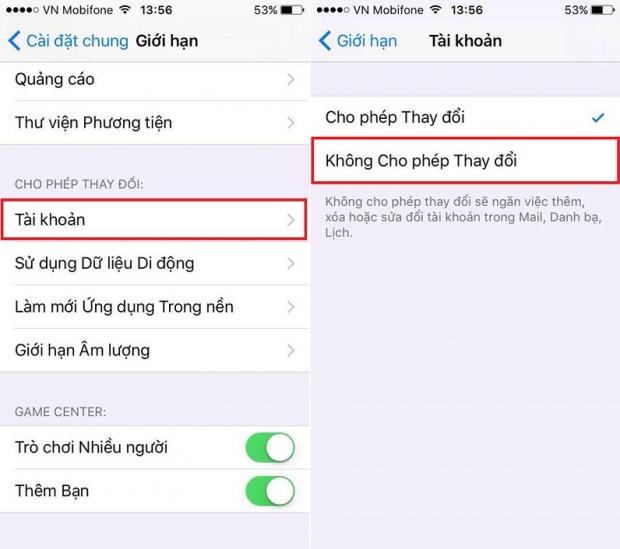 VN Mobifone 13:56 53%
Cài đặt chung Giới hạn
Quảng cáo
Thư viện Phương tiện
CHO PHÉP THAY ĐỔI:
Tài khoản
Sử dụng Dữ liệu Di động
Làm mới Ứng dụng Trong nền
Giới hạn Âm lượng
GAME CENTER:
Trò chơi Nhiều người
Thêm Bạn
VN Mobifone 13:56 53%
Giới hạn Tài khoản
Cho phép Thay đổi
Không Cho phép Thay đổi
Không cho phép thay đổi sẽ ngăn việc thêm,
xóa hoặc sửa đổi tài khoản trong Mail, Danh bạ,
Lịch.